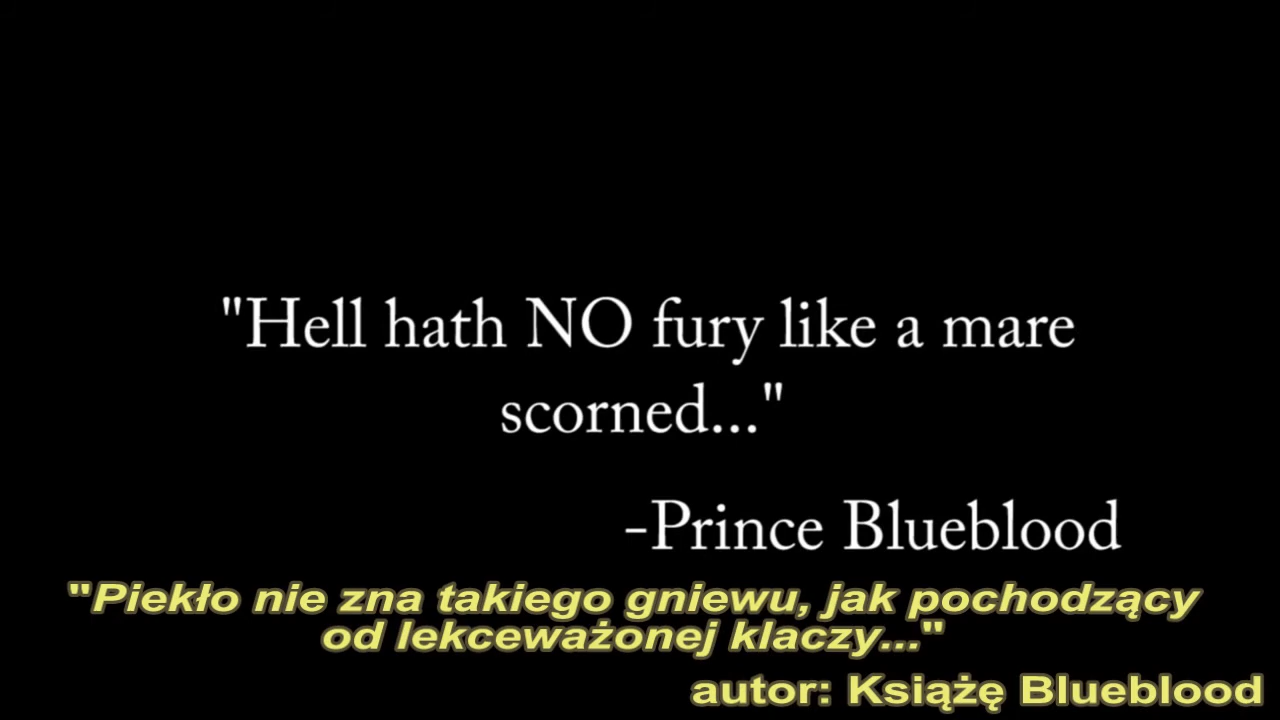 "Hell hath NO fury like a mare
scorned..."
-Prince Blueblood
"Piekło nie zna takiego gniewu, jak pochodzący
od lekceważonej klaczy..."
autor: Książę Blueblood